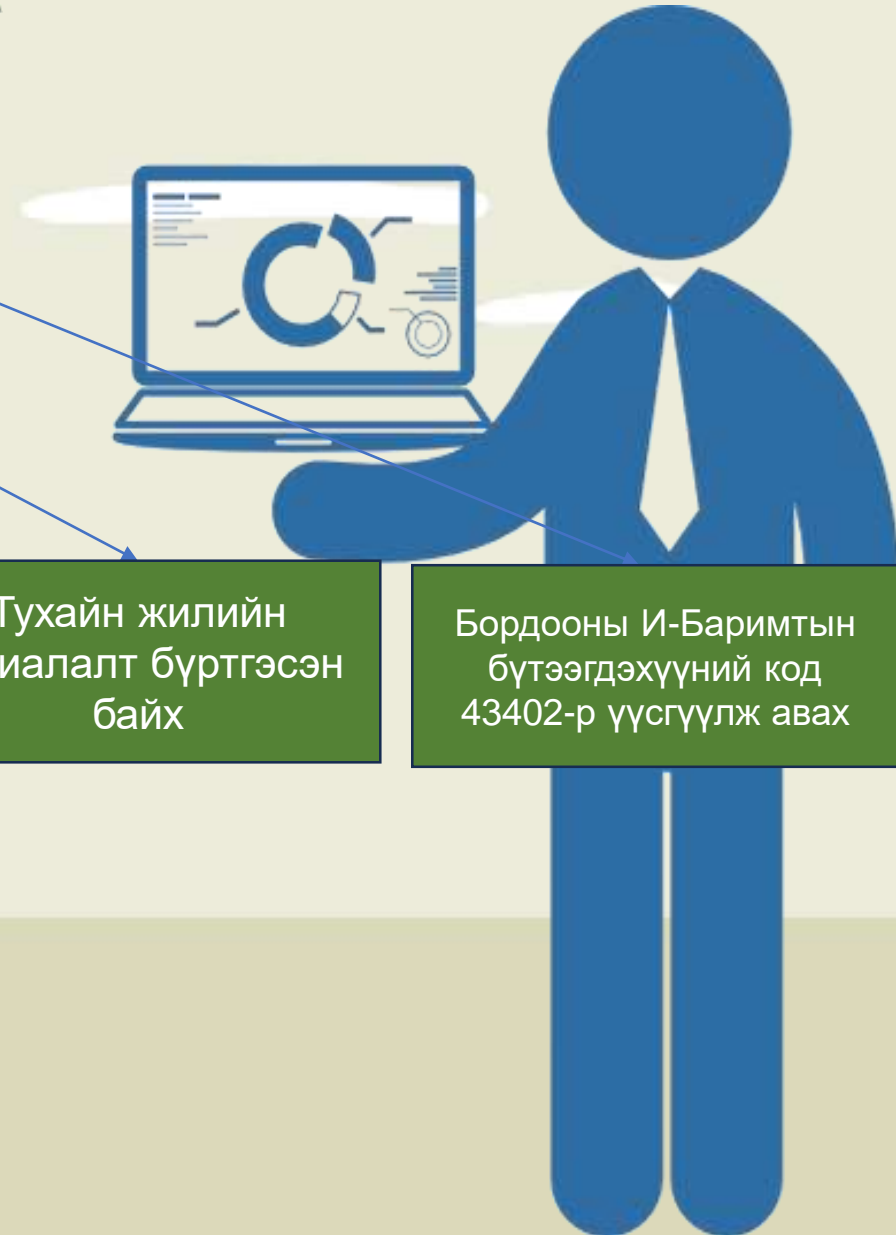 Тухайн жилийн
иалалт бүртгэсэн
байх
Бордооны И-Баримтын
бүтээгдэхүүний код
43402-р үүсгүүлж авах